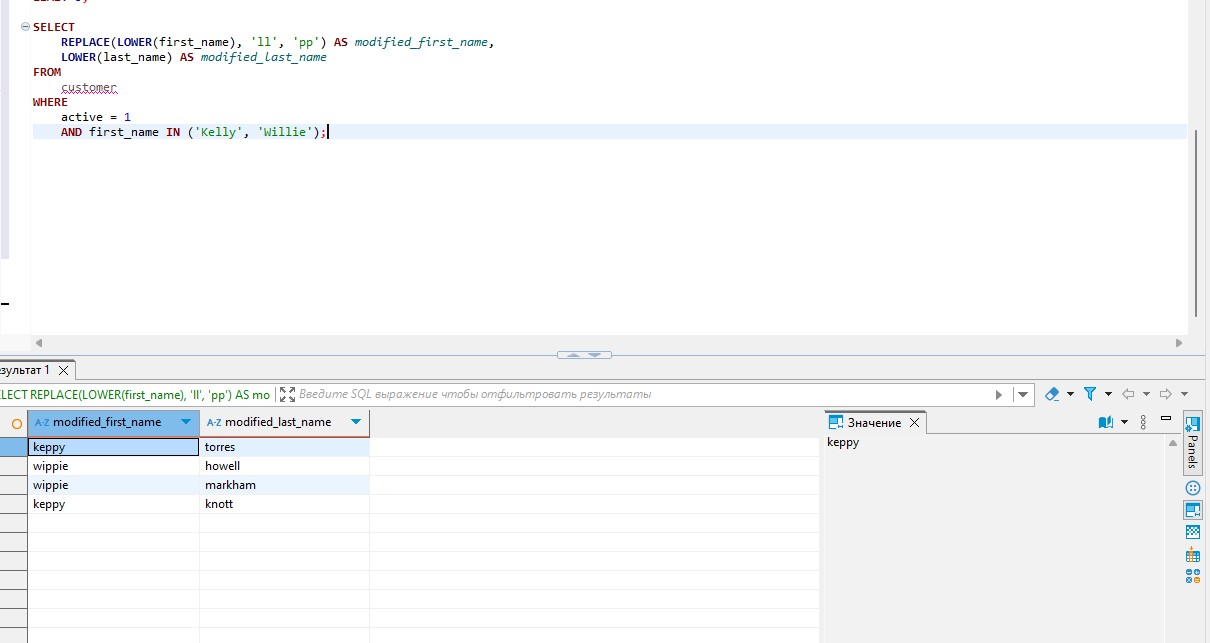 SELECT
REPLACE(LOWER(first_name), 'll', 'pp') AS modified_first_name,
LOWER(last_name) AS modified_last_name
FROM
customer
WHERE
active = 1
AND first_name IN ('Kelly', 'Willie');
зультат 1
LECT REPLACE(LOWER(first_name), 'll', 'pp') AS mo Введите SQL выражение чтобы отфильтровать результаты
A-Z modified_first_name A-Z modified_last_name Значение
keppy torres keppy
wippie howell
wippie markham
keppy knott
Panels